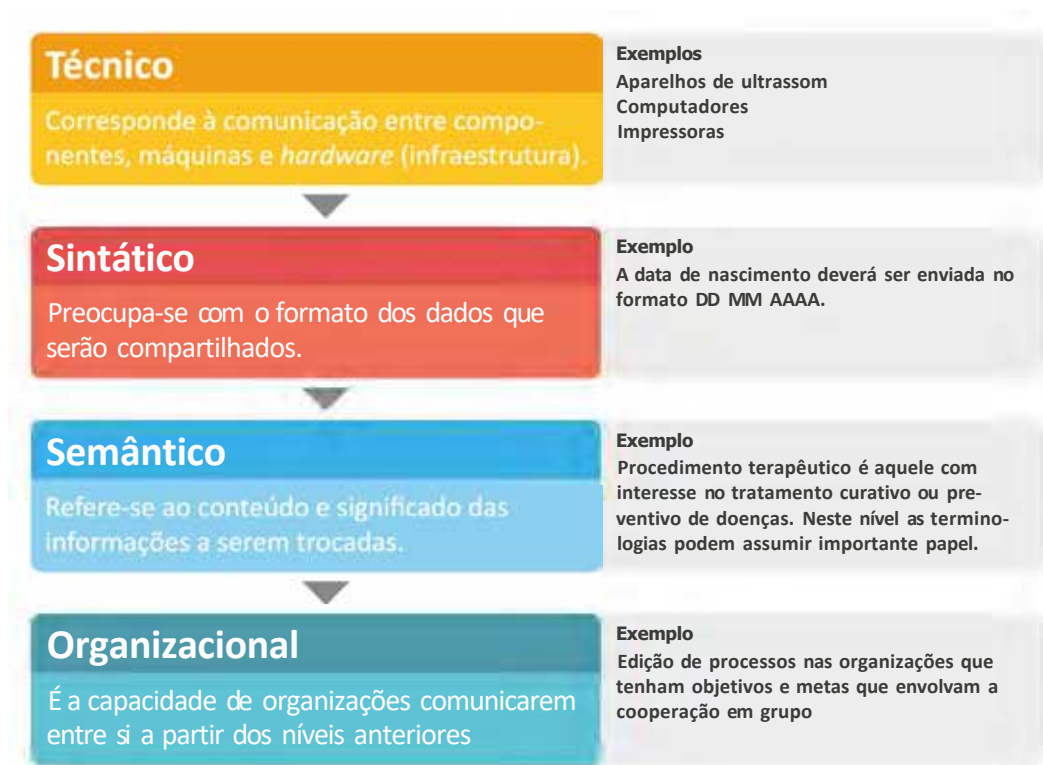 Técnico
Corresponde à comunicação entre compo-
nentes, máquinas e hardware (infraestrutura).
Exemplos
Aparelhos de ultrassom
Computadores
Impressoras
Sintático
Preocupa-se com o formato dos dados que
serão compartilhados.
Exemplo
A data de nascimento deverá ser enviada no
formato DD MM AAAA.
Semântico
Refere-se ao conteúdo e significado das
informações a serem trocadas.
Exemplo
Procedimento terapêutico é aquele com
interesse no tratamento curativo ou pre-
ventivo de doenças. Neste nível as termino-
logias podem assumir importante papel.
Organizacional
É a capacidade de organizações comunicarem
entre si a partir dos níveis anteriores
Exemplo
Edição de processos nas organizações que
tenham objetivos e metas que envolvam a
cooperação em grupo